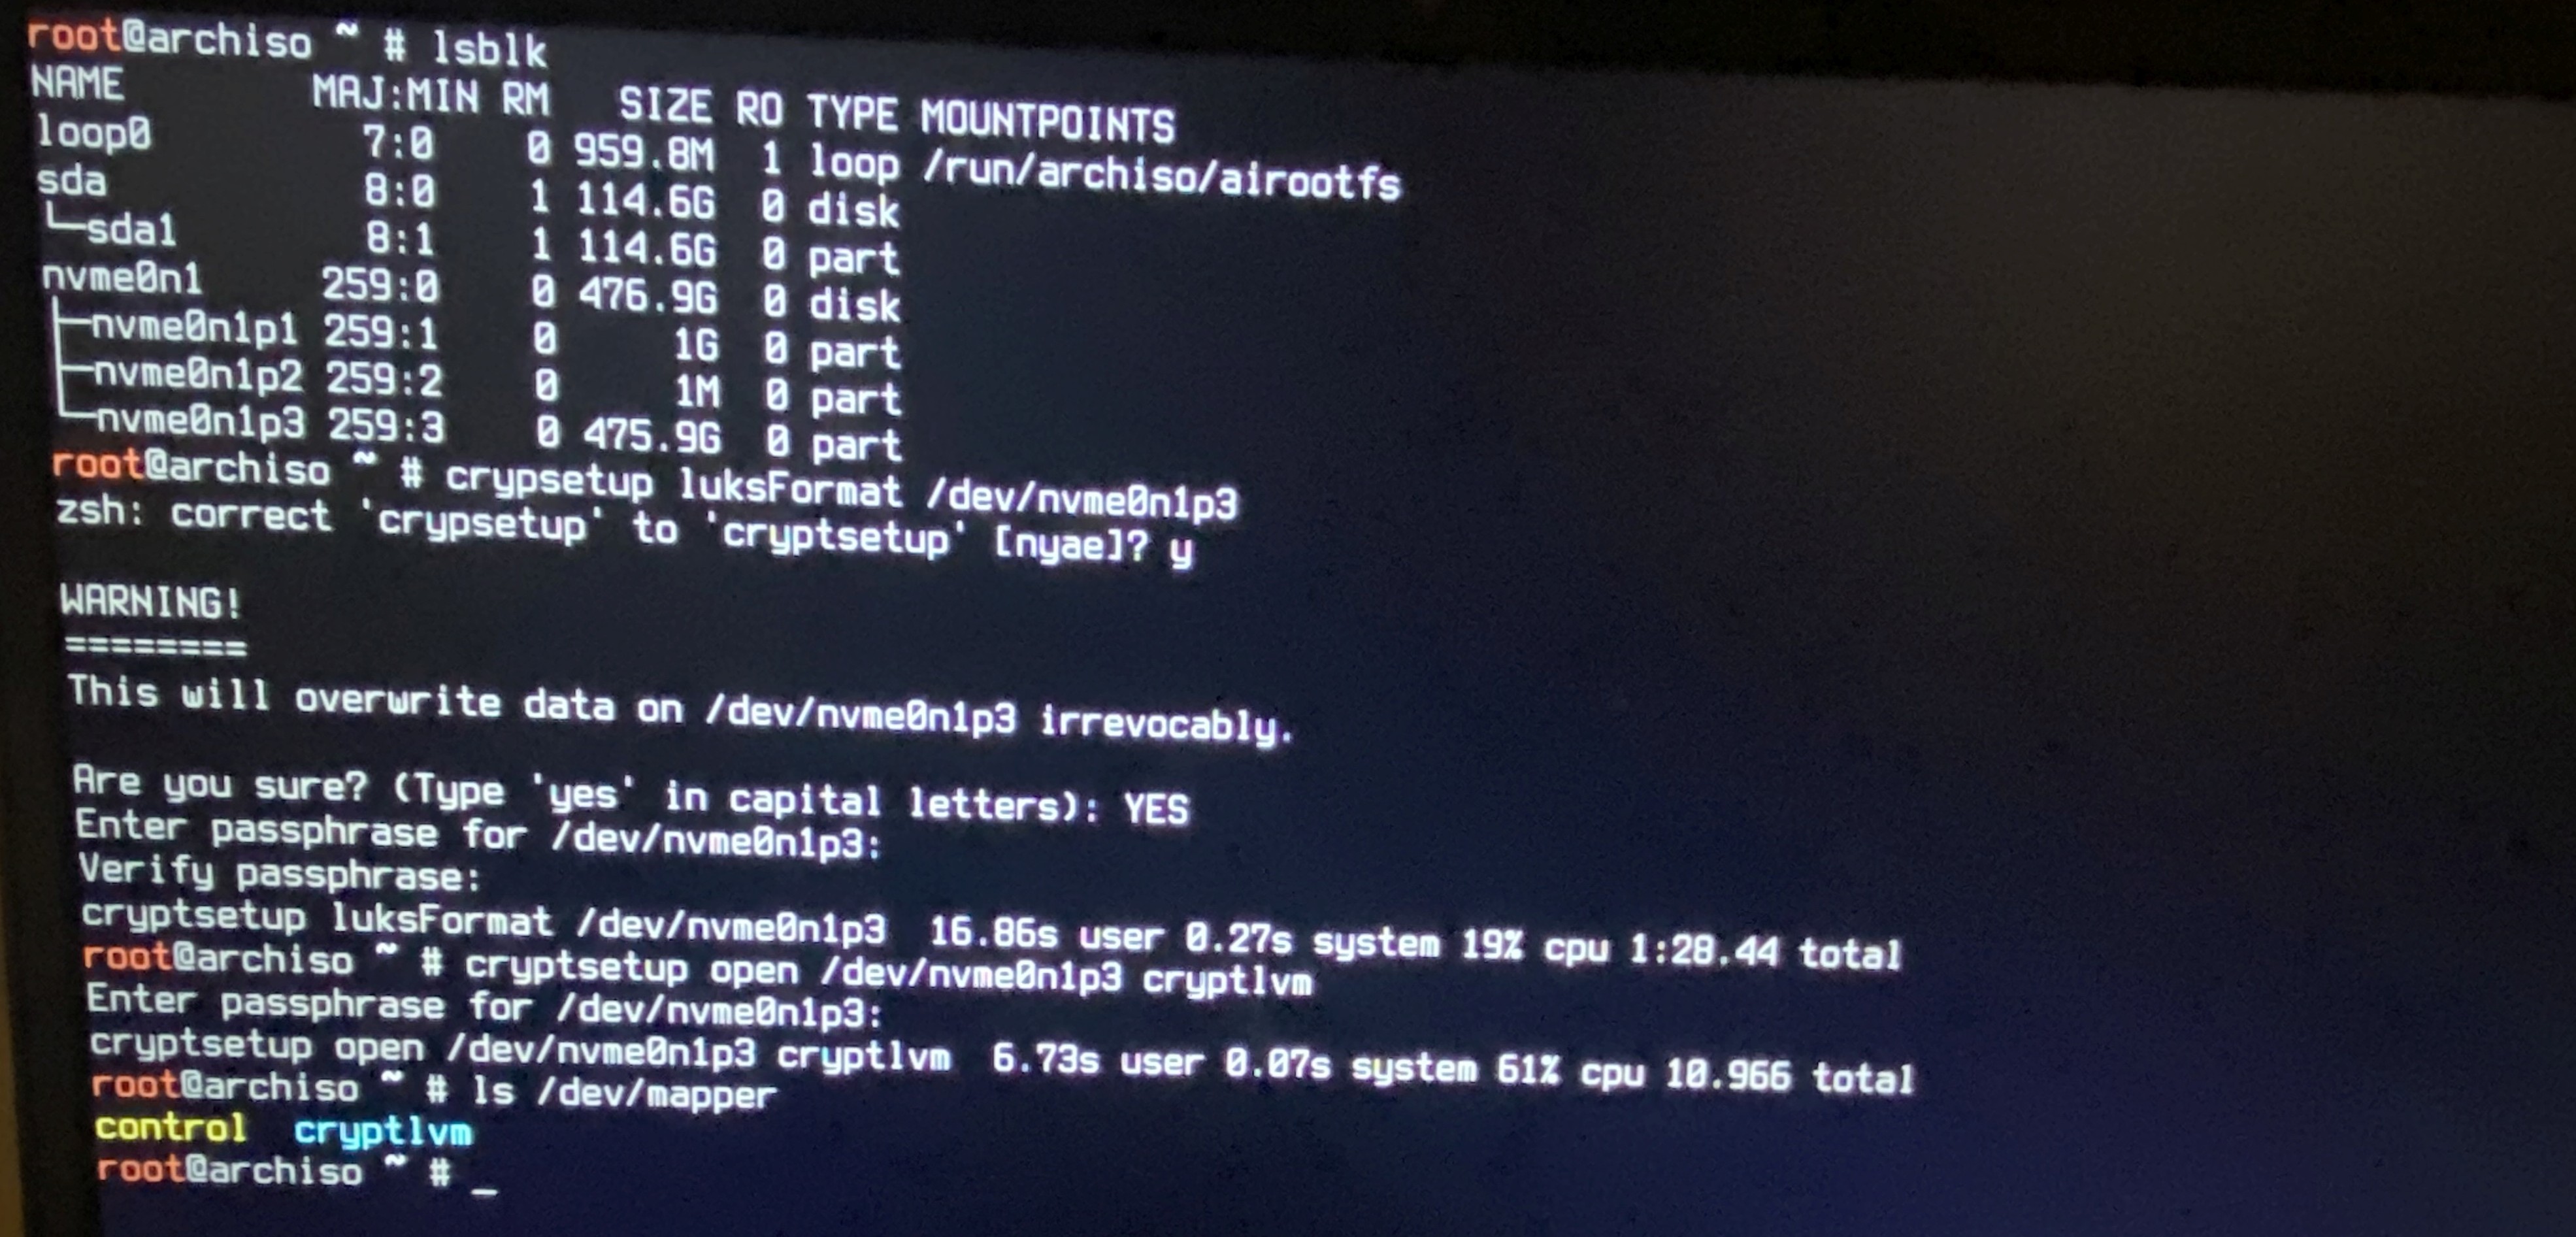 root@archiso ~ # lsblk
NAME        MAJ:MIN RM   SIZE RO TYPE MOUNTPOINTS
loop0         7:0    0 959.8M  1 loop /run/archiso/airootfs
sda           8:0    1 114.6G  0 disk
└─sda1        8:1    1 114.6G  0 part
nvme0n1     259:0    0 476.9G  0 disk
├─nvme0n1p1 259:1    0     1G  0 part
├─nvme0n1p2 259:2    0     1M  0 part
└─nvme0n1p3 259:3    0 475.9G  0 part
root@archiso ~ # crypsetup luksFormat /dev/nvme0n1p3
zsh: correct 'crypsetup' to 'cryptsetup' [nyae]? y
WARNING!
========
This will overwrite data on /dev/nvme0n1p3 irrevocably.
Are you sure? (Type 'yes' in capital letters): YES
Enter passphrase for /dev/nvme0n1p3:
Verify passphrase:
cryptsetup luksFormat /dev/nvme0n1p3  16.86s user 0.27s system 19% cpu 1:28.44 total
root@archiso ~ # cryptsetup open /dev/nvme0n1p3 cryptlvm
Enter passphrase for /dev/nvme0n1p3:
cryptsetup open /dev/nvme0n1p3 cryptlvm  6.73s user 0.07s system 61% cpu 10.966 total
root@archiso ~ # ls /dev/mapper
control  cryptlvm
root@archiso ~ # _